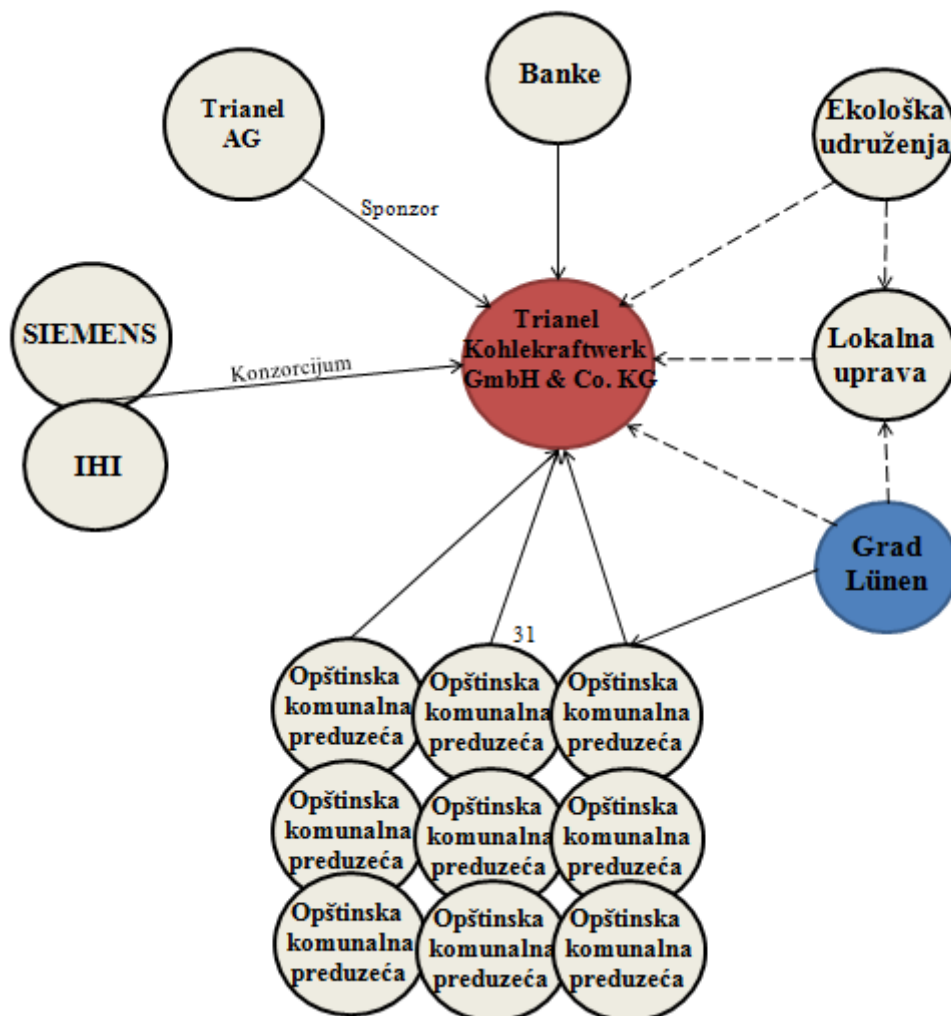 Banke
Trianel
AG
Ekološka
udruženja
Sponzor
SIEMENS
Konzorcijum
IHI
Trianel
Kohlekraftwerk
GmbH & Co. KG
Lokalna
uprava
Grad
Lünen
31
Opštinska
komunalna
preduzeća
Opštinska
komunalna
preduzeća
Opštinska
komunalna
preduzeća
Opštinska
komunalna
preduzeća
Opštinska
komunalna
preduzeća
Opštinska
komunalna
preduzeća
Opštinska
komunalna
preduzeća
Opštinska
komunalna
preduzeća
Opštinska
komunalna
preduzeća